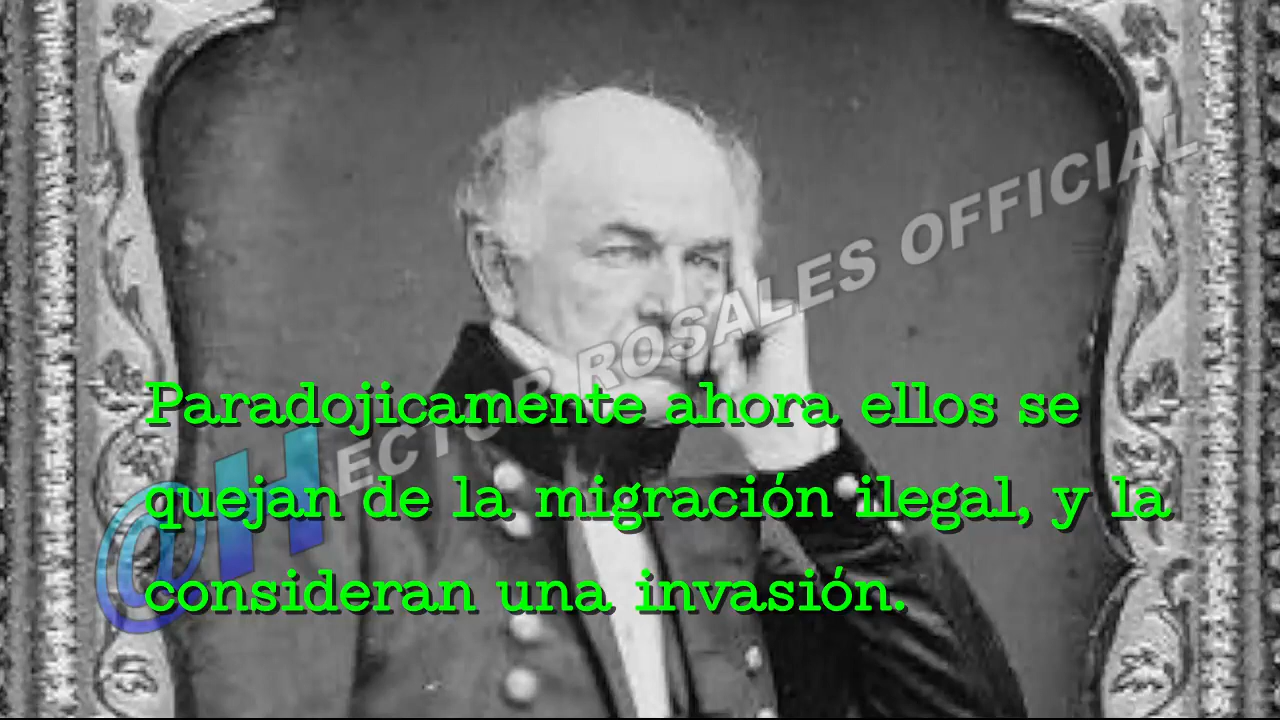 @HECTOR ROSALES OFFICIAL
Paradojicamente ahora ellos se
quejan de la migración ilegal, y la
consideran una invasión.